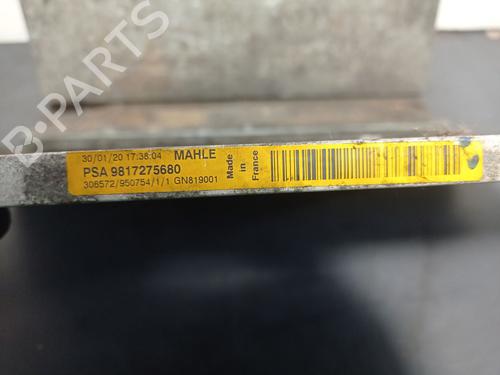 30/01/20 17:38:04 MAHLE
PSA 9817275680
306572/950754/1/1 GN819001
Made
in
France
B-PARTS